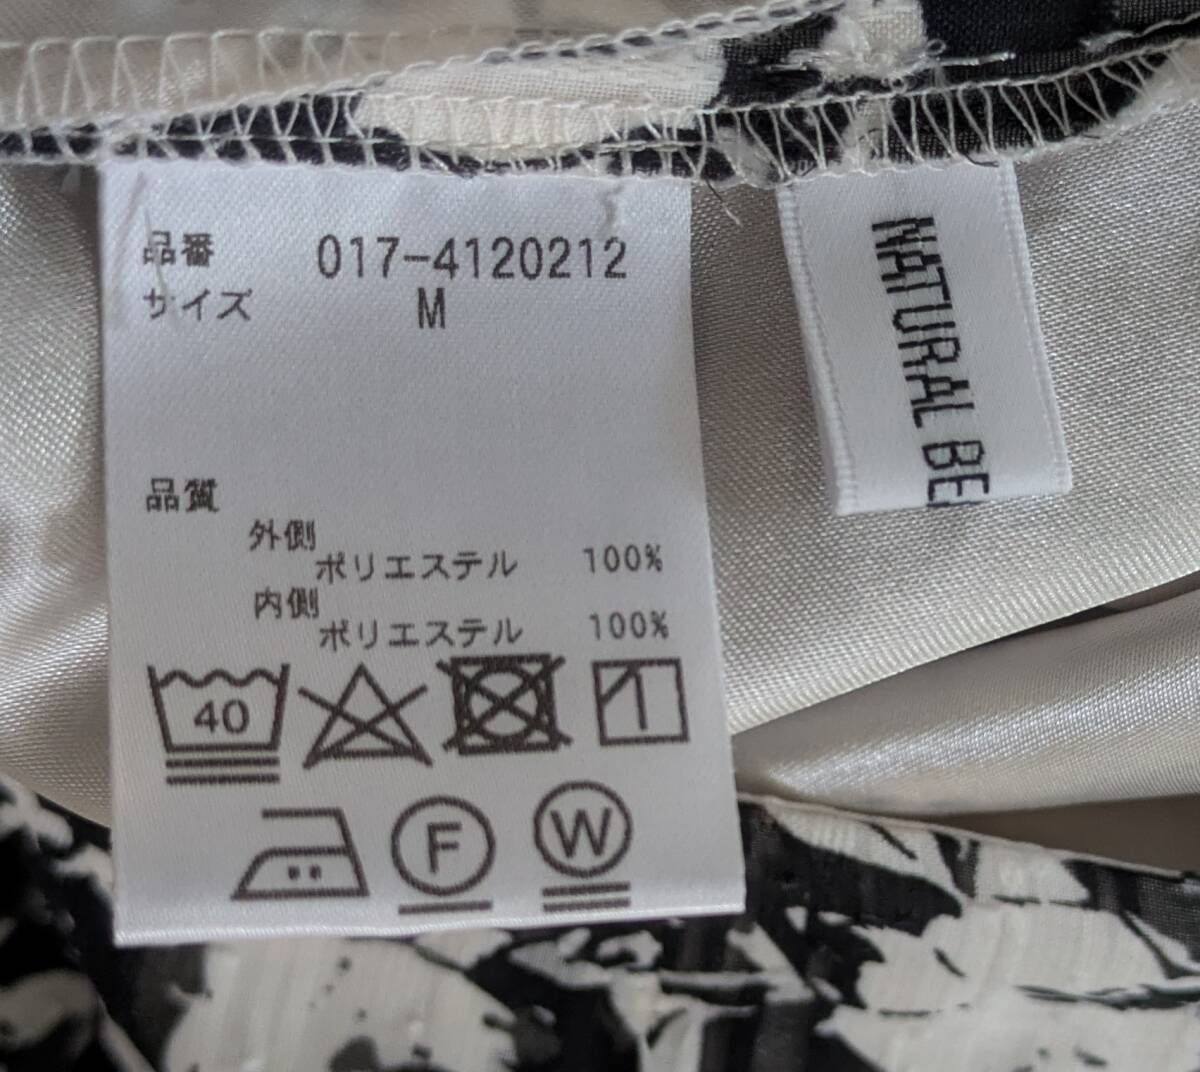 品番 017-4120212
サイズ M
品質
外側
ポリエステル 100%
内側
ポリエステル 100%
40
F
W
NATURAL